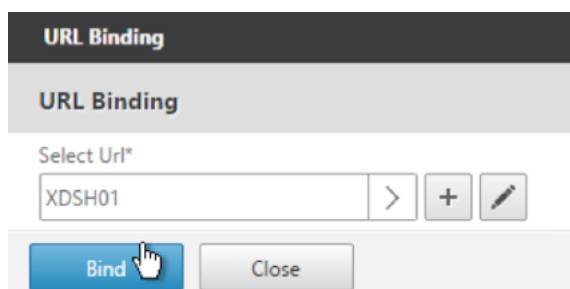 URL Binding
URL Binding
Select Url*
XDSH01
Bind Close